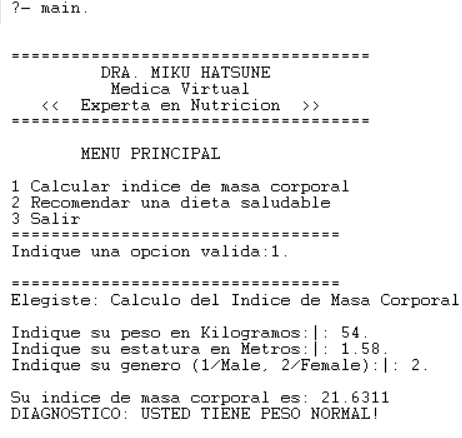 ?- main.
====================================
DRA. MIKU HATSUNE
Medica Virtual
<< Experta en Nutricion >>
====================================
MENU PRINCIPAL
1 Calcular indice de masa corporal
2 Recomendar una dieta saludable
3 Salir
=================================
Indique una opcion valida:1.
=================================
Elegiste: Calculo del Indice de Masa Corporal
Indique su peso en Kilogramos:|: 54.
Indique su estatura en Metros:|: 1.58.
Indique su genero (1/Male, 2/Female):|: 2.
Su indice de masa corporal es: 21.6311
DIAGNOSTICO: USTED TIENE PESO NORMAL!